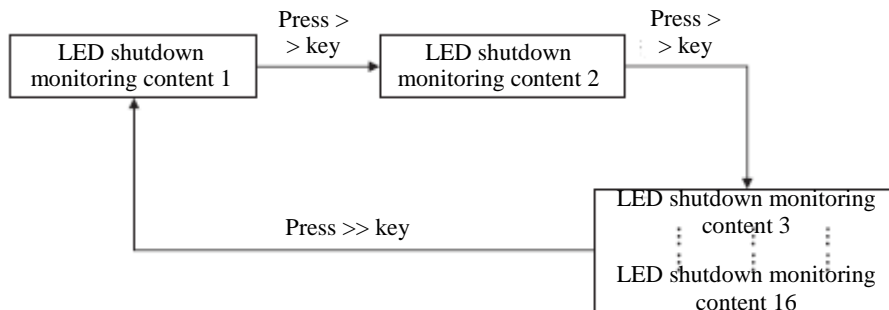 Press >
> key
Press >
> key
LED shutdown
monitoring content 1
LED shutdown
monitoring content 2
LED shutdown monitoring
content 3
Press >> key
LED shutdown monitoring
content 16